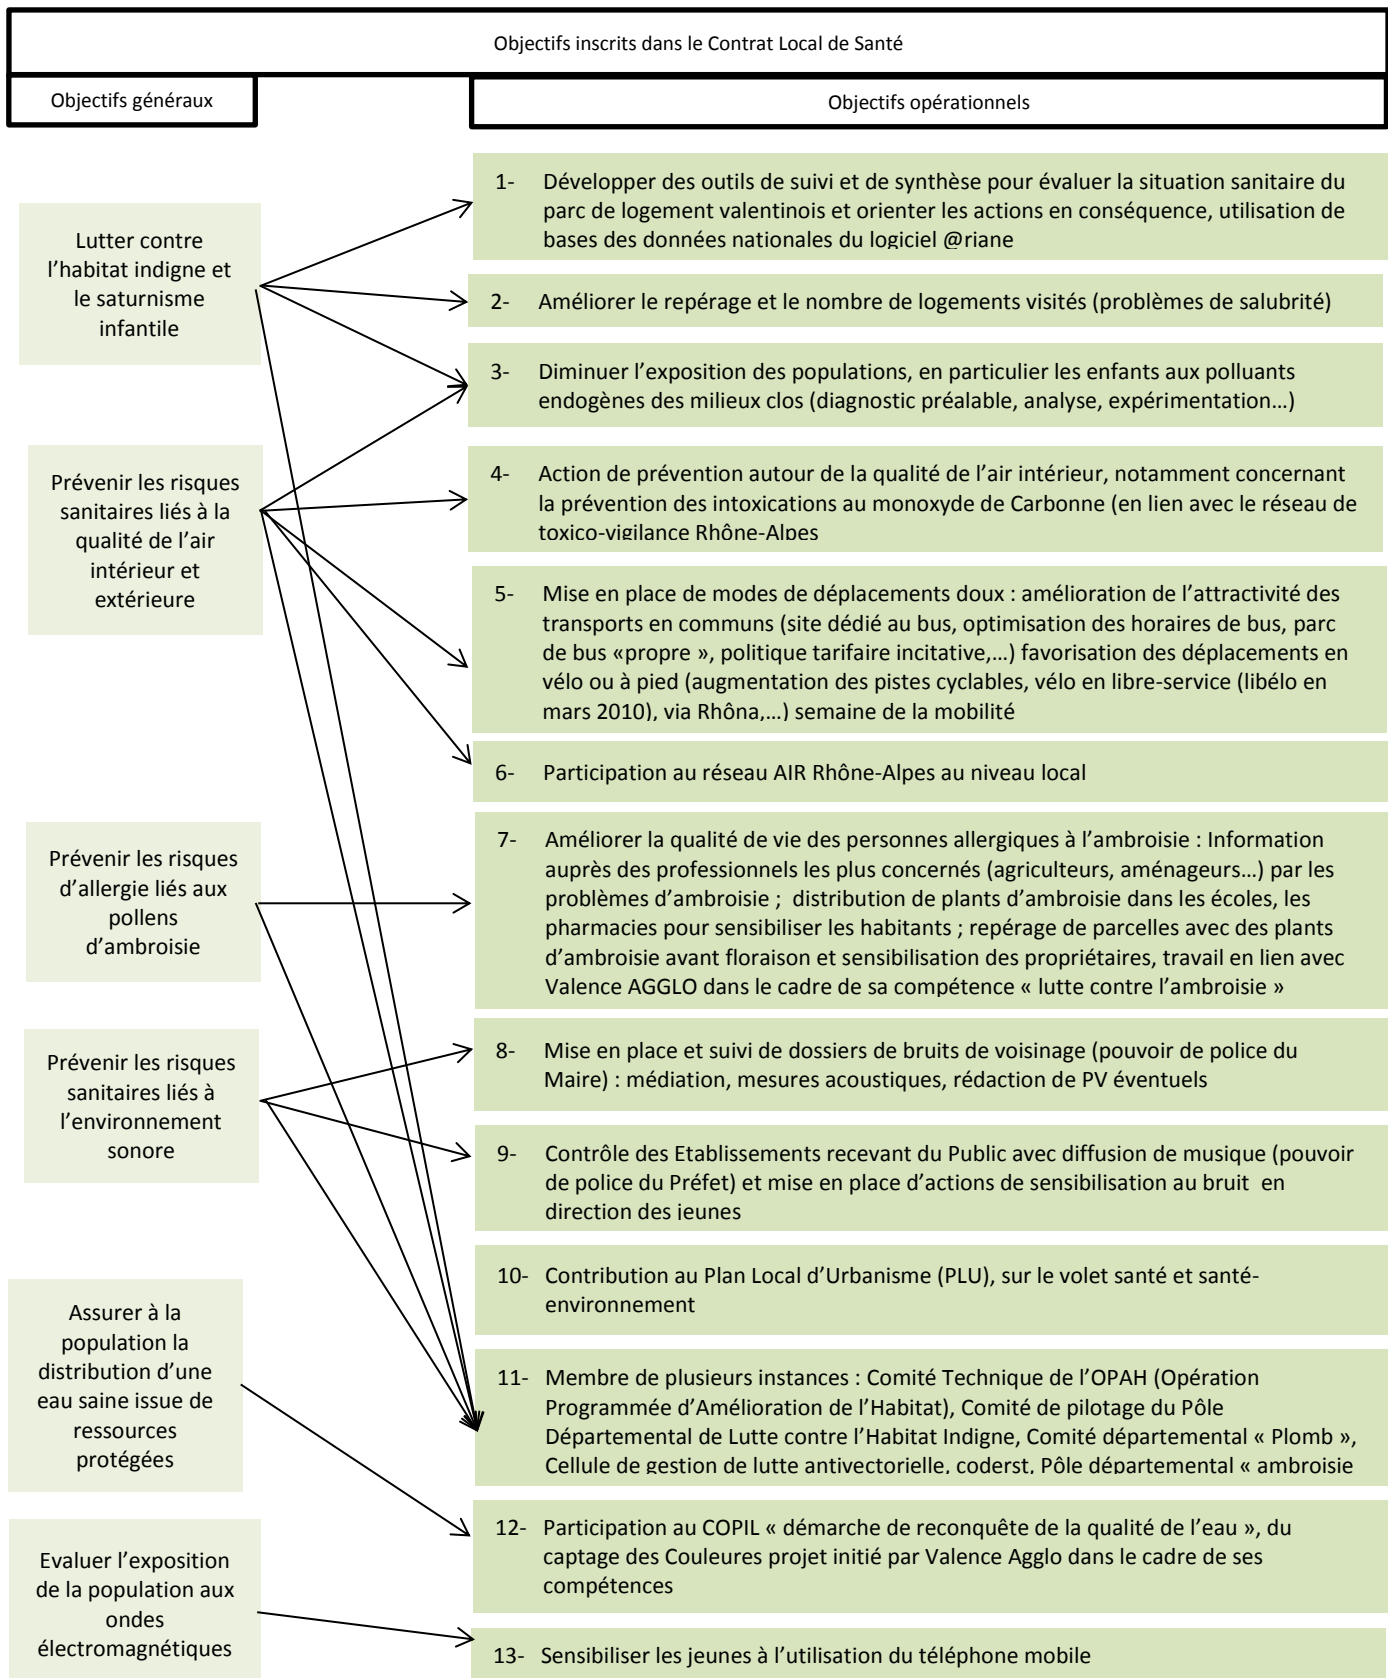 Objectifs inscrits dans le Contrat Local de Santé
Objectifs généraux
Objectifs opérationnels
Lutter contre
l’habitat indigne et
le saturnisme
infantile
Prévenir les risques
sanitaires liés à la
qualité de l’air
intérieur et
extérieure
Prévenir les risques
d’allergie liés aux
pollens
d’ambroisie
Prévenir les risques
sanitaires liés à
l’environnement
sonore
Assurer à la
population la
distribution d’une
eau saine issue de
ressources
protégées
Evaluer l’exposition
de la population aux
ondes
électromagnétiques
1- Développer des outils de suivi et de synthèse pour évaluer la situation sanitaire du
parc de logement valentinois et orienter les actions en conséquence, utilisation de
bases des données nationales du logiciel @riane
2- Améliorer le repérage et le nombre de logements visités (problèmes de salubrité)
3- Diminuer l’exposition des populations, en particulier les enfants aux polluants
endogènes des milieux clos (diagnostic préalable, analyse, expérimentation…)
4- Action de prévention autour de la qualité de l’air intérieur, notamment concernant
la prévention des intoxications au monoxyde de Carbonne (en lien avec le réseau de
toxico-vigilance Rhône-Alpes
5- Mise en place de modes de déplacements doux : amélioration de l’attractivité des
transports en communs (site dédié au bus, optimisation des horaires de bus, parc
de bus «propre », politique tarifaire incitative,…) favorisation des déplacements en
vélo ou à pied (augmentation des pistes cyclables, vélo en libre-service (libélo en
mars 2010), via Rhôna,…) semaine de la mobilité
6- Participation au réseau AIR Rhône-Alpes au niveau local
7- Améliorer la qualité de vie des personnes allergiques à l’ambroisie : Information
auprès des professionnels les plus concernés (agriculteurs, aménageurs…) par les
problèmes d’ambroisie ; distribution de plants d’ambroisie dans les écoles, les
pharmacies pour sensibiliser les habitants ; repérage de parcelles avec des plants
d’ambroisie avant floraison et sensibilisation des propriétaires, travail en lien avec
Valence AGGLO dans le cadre de sa compétence « lutte contre l’ambroisie »
8- Mise en place et suivi de dossiers de bruits de voisinage (pouvoir de police du
Maire) : médiation, mesures acoustiques, rédaction de PV éventuels
9- Contrôle des Etablissements recevant du Public avec diffusion de musique (pouvoir
de police du Préfet) et mise en place d’actions de sensibilisation au bruit en
direction des jeunes
10- Contribution au Plan Local d’Urbanisme (PLU), sur le volet santé et santé-
environnement
11- Membre de plusieurs instances : Comité Technique de l’OPAH (Opération
Programmée d’Amélioration de l’Habitat), Comité de pilotage du Pôle
Départemental de Lutte contre l’Habitat Indigne, Comité départemental « Plomb »,
Cellule de gestion de lutte antivectorielle, coderst, Pôle départemental « ambroisie
12- Participation au COPIL « démarche de reconquête de la qualité de l’eau », du
captage des Couleures projet initié par Valence Agglo dans le cadre de ses
compétences
13- Sensibiliser les jeunes à l’utilisation du téléphone mobile